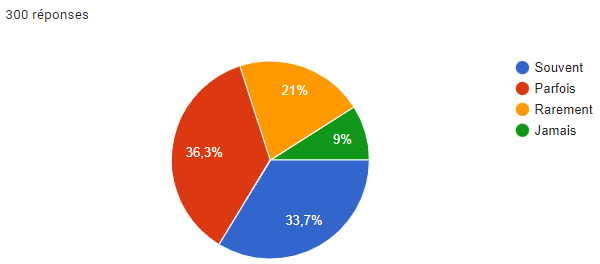 300 réponses
21%
9%
36,3%
33,7%
Souvent
Parfois
Rarement
Jamais